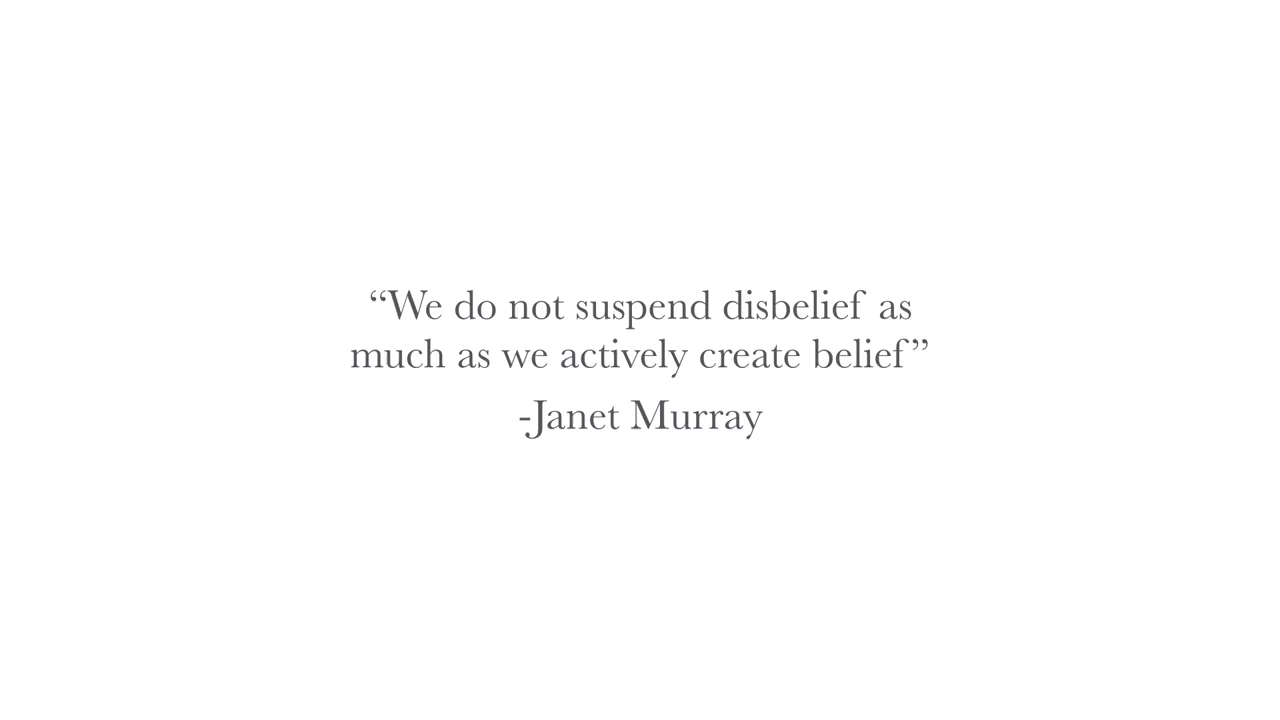 “We do not suspend disbelief as
much as we actively create belief”
-Janet Murray